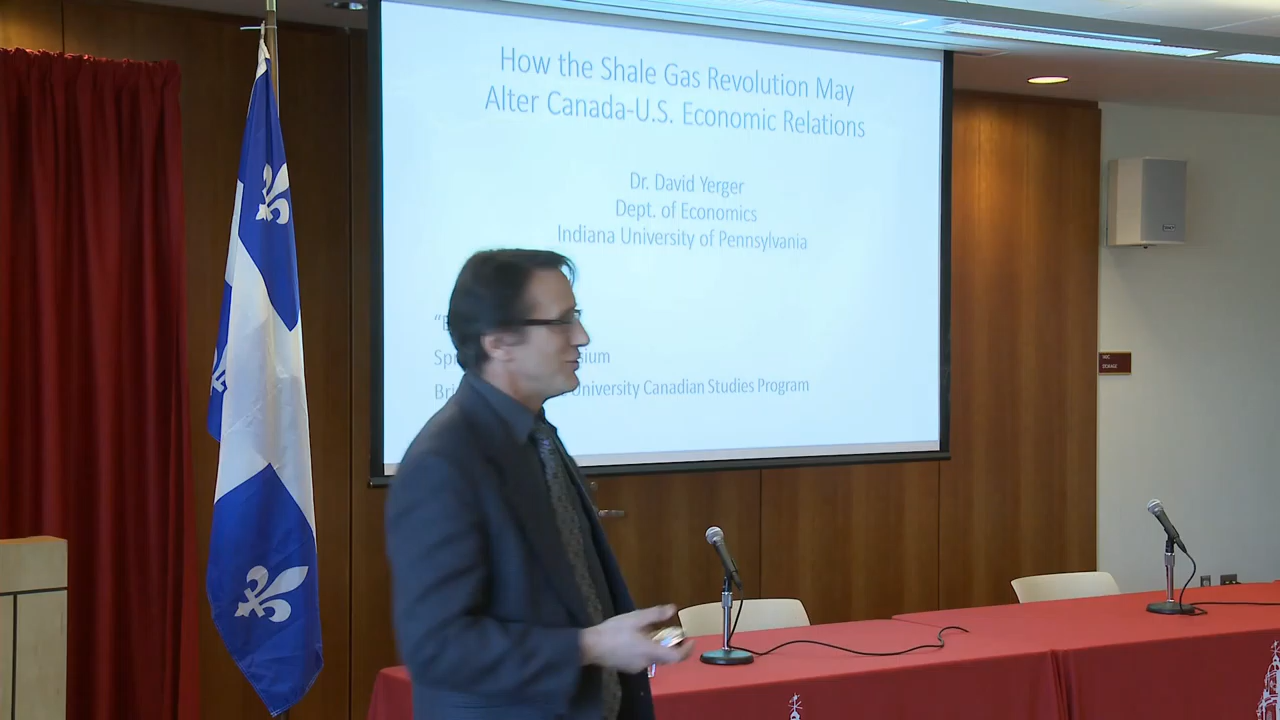 How the Shale Gas Revolution May
Alter Canada-U.S. Economic Relations
Dr. David Yerger
Dept. of Economics
Indiana University of Pennsylvania
University Canadian Studies Program